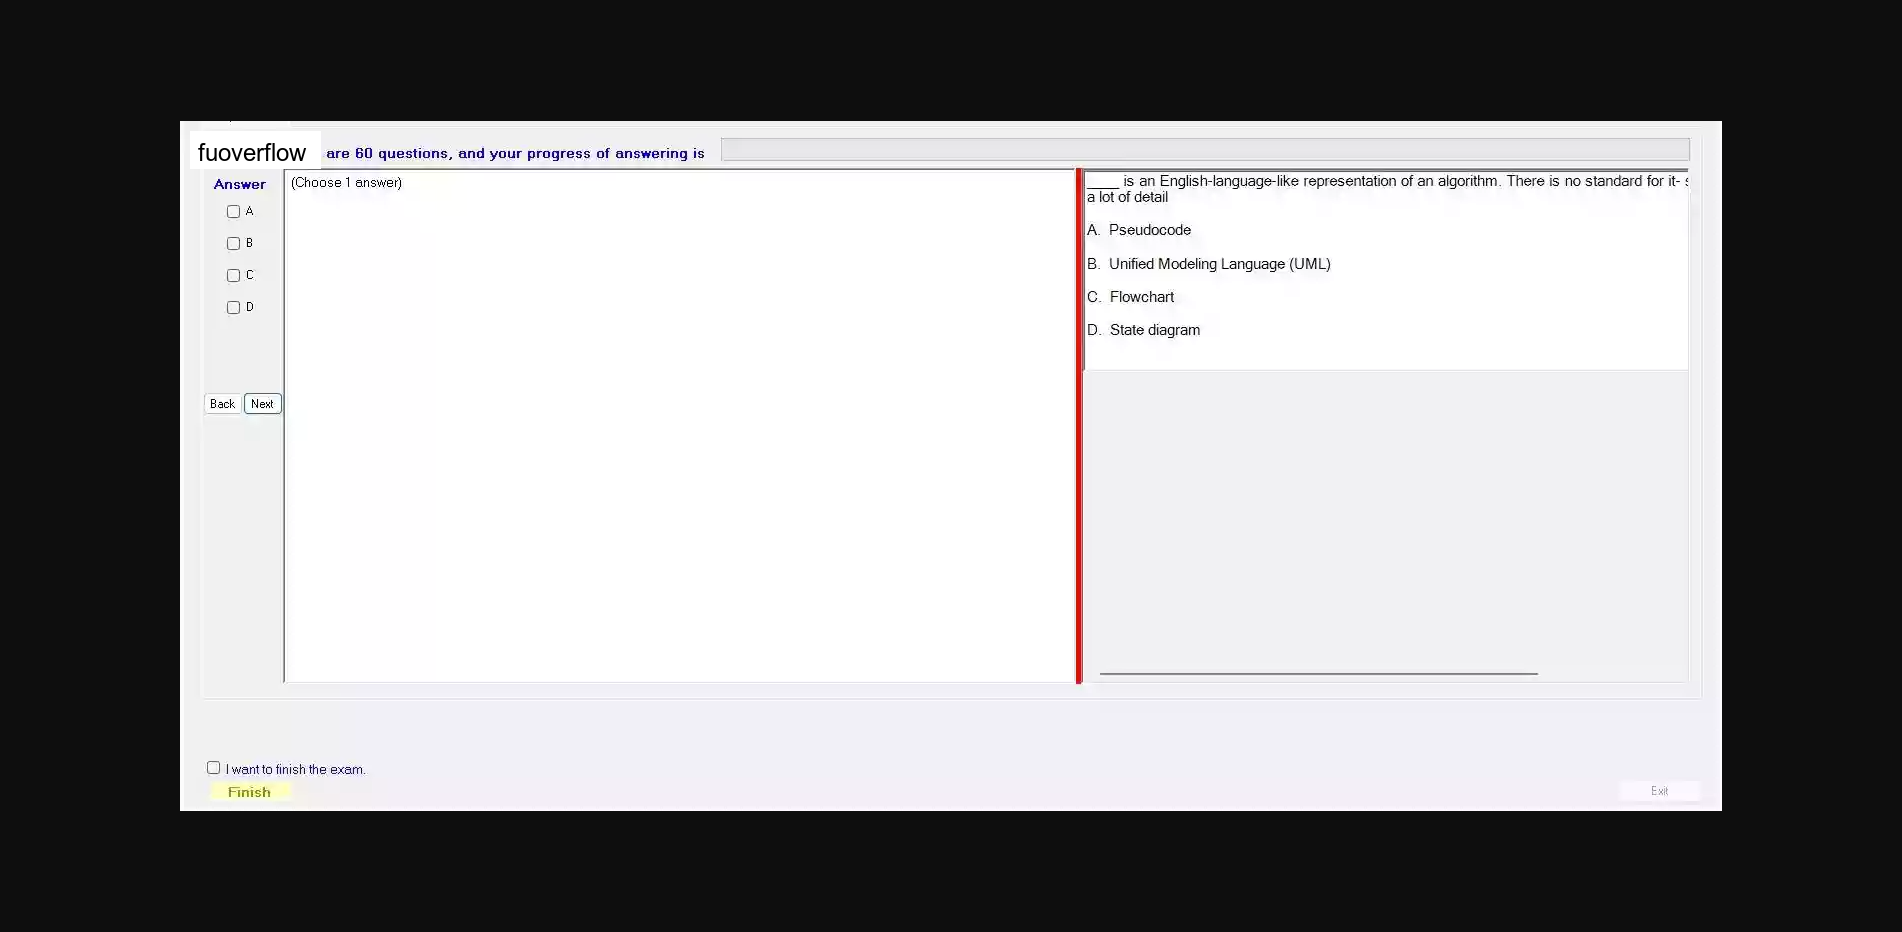 fuoverflow are 60 questions, and your progress of answering is
Answer
A
B
C
D
Back Next
(Choose 1 answer)
____ is an English-language-like representation of an algorithm. There is no standard for it-
a lot of detail
A. Pseudocode
B. Unified Modeling Language (UML)
C. Flowchart
D. State diagram
I want to finish the exam.
Finish
Exit